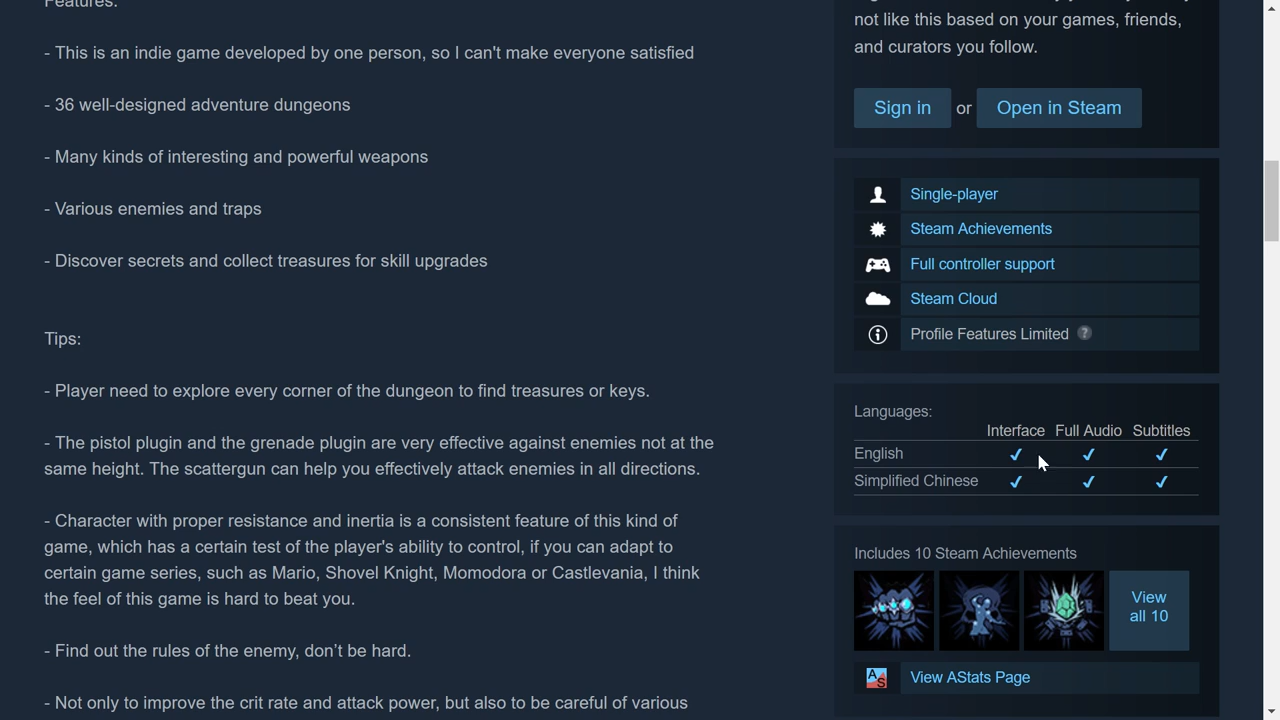 Features:
- This is an indie game developed by one person, so I can't make everyone satisfied
- 36 well-designed adventure dungeons
- Many kinds of interesting and powerful weapons
- Various enemies and traps
- Discover secrets and collect treasures for skill upgrades
Tips:
- Player need to explore every corner of the dungeon to find treasures or keys.
- The pistol plugin and the grenade plugin are very effective against enemies not at the
same height. The scattergun can help you effectively attack enemies in all directions.
- Character with proper resistance and inertia is a consistent feature of this kind of
game, which has a certain test of the player's ability to control, if you can adapt to
certain game series, such as Mario, Shovel Knight, Momodora or Castlevania, I think
the feel of this game is hard to beat you.
- Find out the rules of the enemy, don't be hard.
- Not only to improve the crit rate and attack power, but also to be careful of various
not like this based on your games, friends,
and curators you follow.
Sign in or Open in Steam
Single-player
Steam Achievements
Full controller support
Steam Cloud
Profile Features Limited ?
Languages:
Interface Full Audio Subtitles
English ✔ ✔ ✔
Simplified Chinese ✔ ✔ ✔
Includes 10 Steam Achievements
View
all 10
AS View AStats Page